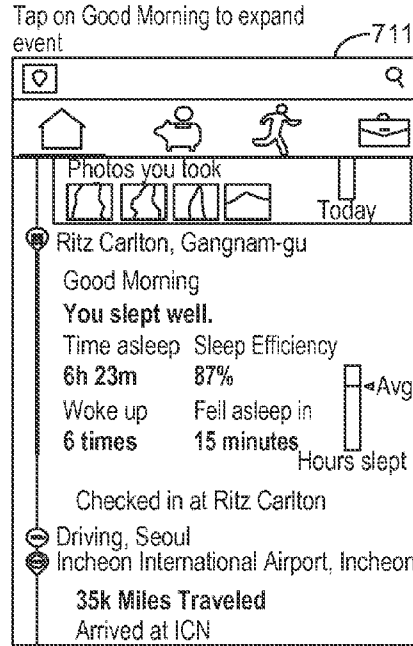 Tap on Good Morning to expand
event
711
Photos you took
Today
Ritz Carlton, Gangnam-gu
Good Morning
You slept well.
Time asleep Sleep Efficiency
6h 23m 87%
Avg
Woke up Fell asleep in
6 times 15 minutes
Hours slept
Checked in at Ritz Carlton
Driving, Seoul
Incheon International Airport, Incheon
35k Miles Traveled
Arrived at ICN